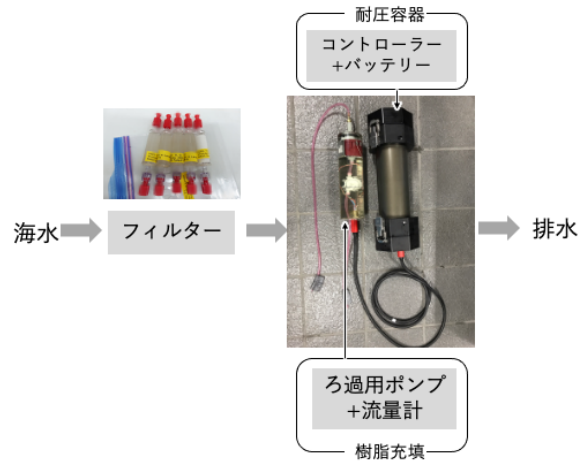 耐圧容器
コントローラー
+バッテリー
海水
フィルター
排水
ろ過用ポンプ
+流量計
樹脂充填